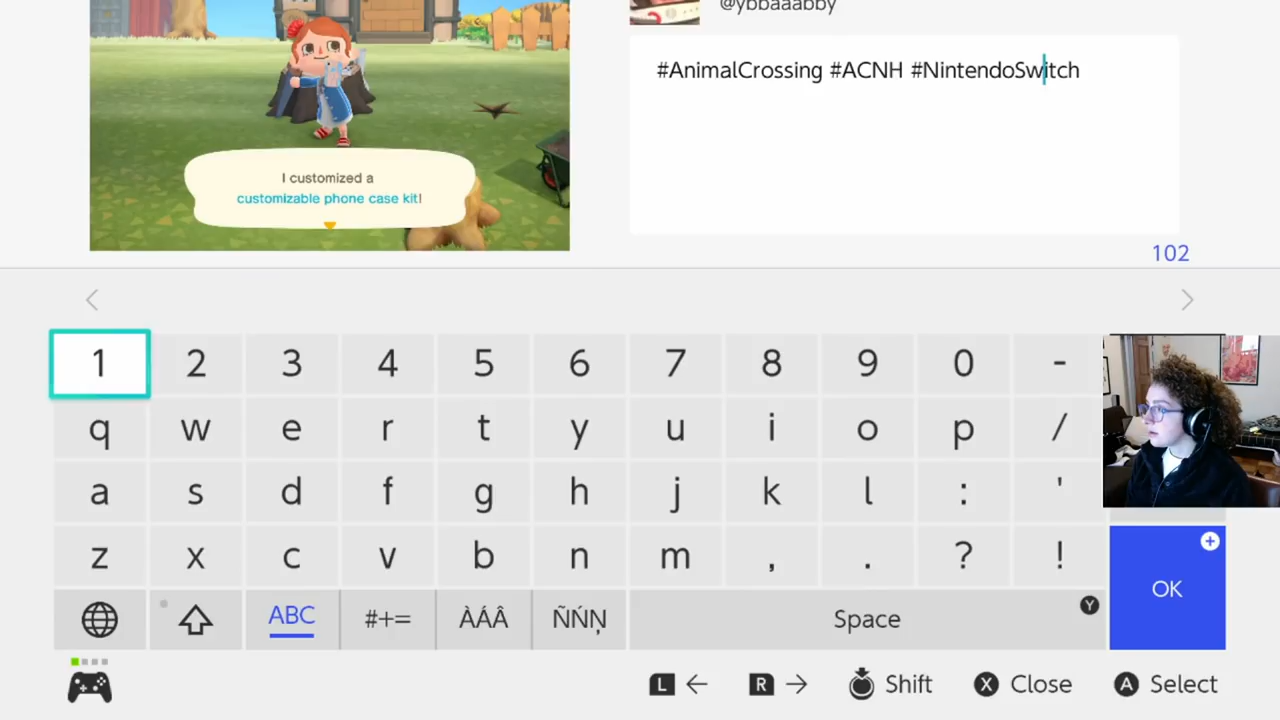 @ybbaaabby
#AnimalCrossing #ACNH #NintendoSwitch
I customized a
customizable phone case kit!
102
1 2 3 4 5 6 7 8 9 0 -
q w e r t y u i o p /
a s d f g h j k l : '
z x c v b n m , . ? !
OK
ABC #+= ÀÁÂ ÑŃŅ Space Y
L ← R → Shift X Close A Select